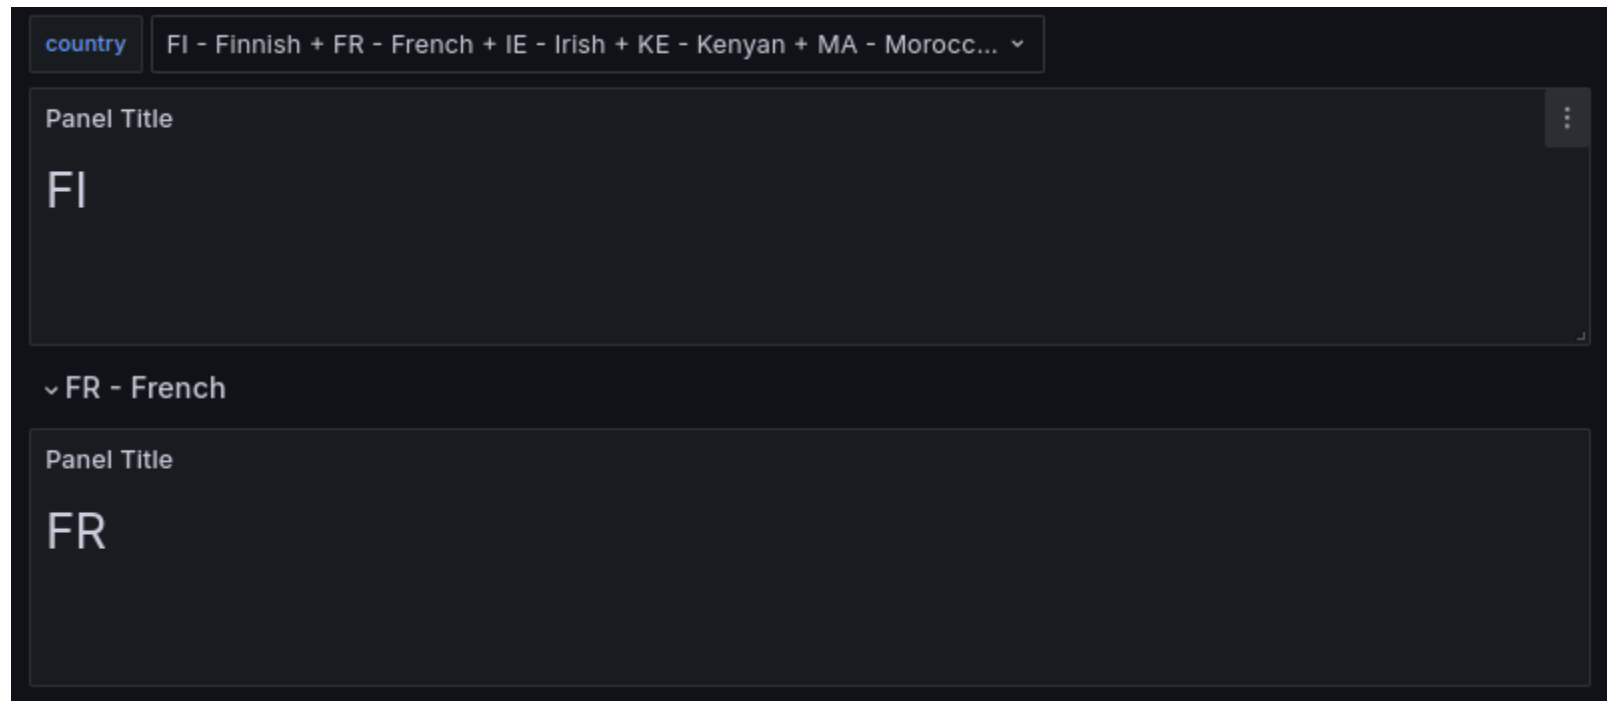 country FI - Finnish + FR - French + IE - Irish + KE - Kenyan + MA - Morocc...
Panel Title
FI
FR - French
Panel Title
FR